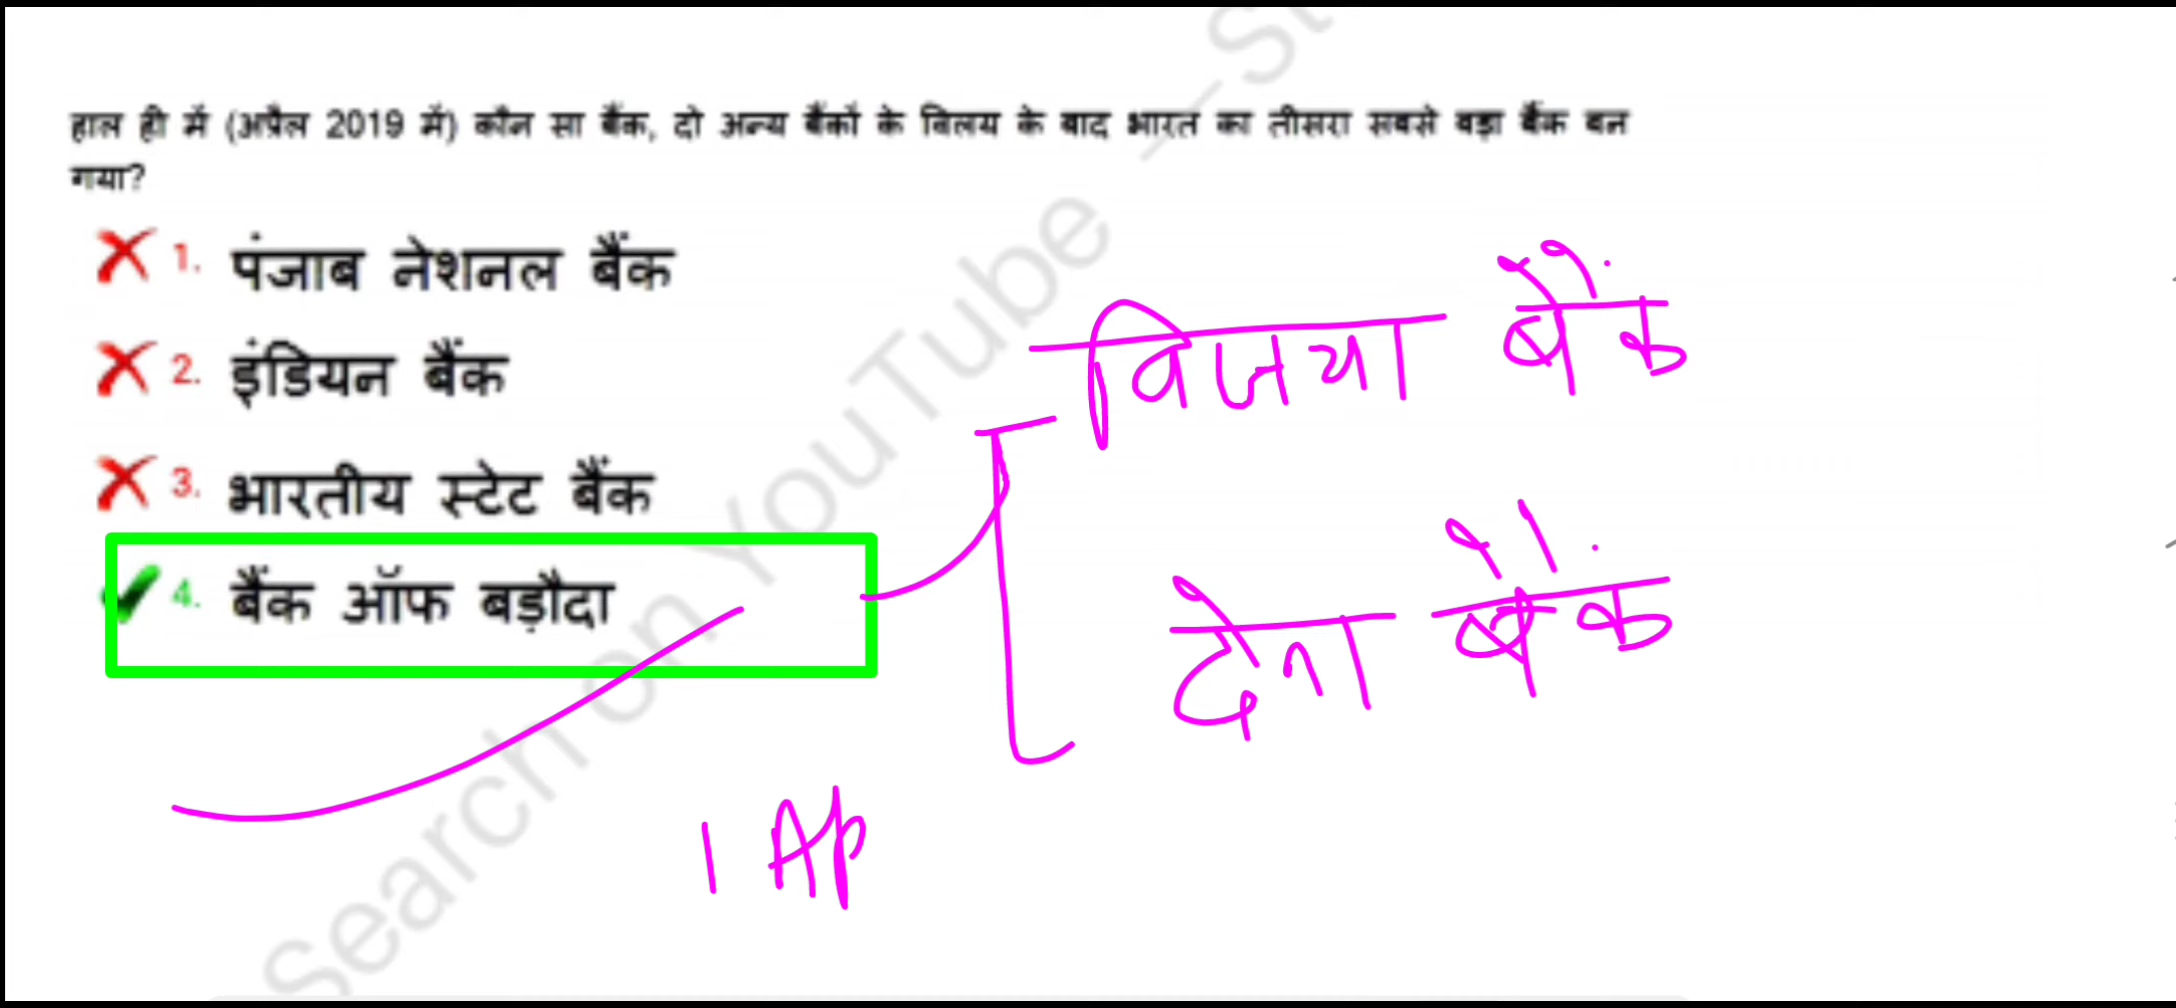 हाल ही में (अप्रैल 2019 में) कौन सा बैंक, दो अन्य बैंकों के विलय के बाद भारत का तीसरा सबसे बड़ा बैंक बन
गया?
1. पंजाब नेशनल बैंक
2. इंडियन बैंक
3. भारतीय स्टेट बैंक
4. बैंक ऑफ बड़ौदा
विजया बैंक
देना बैंक
1 Ap
Search on YouTube – St